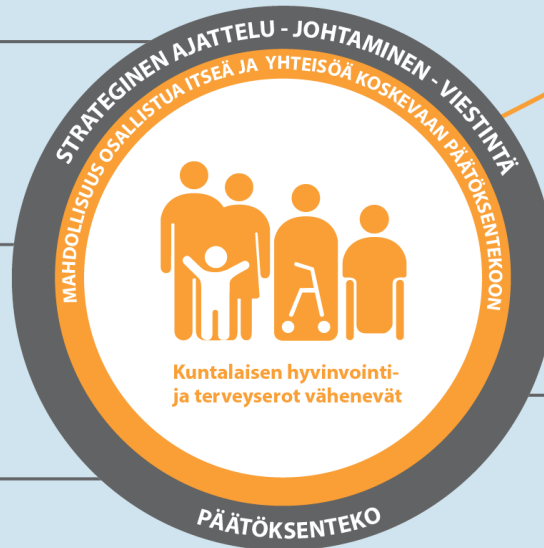 STRATEGINEN AJATTELU - JOHTAMINEN - VIESTINTÄ
MAHDOLLISUUS OSALLISTUA ITSEÄ JA YHTEISÖÄ KOSKEVAAN PÄÄTÖKSENTEKOON
Kuntalaisen hyvinvointi-
ja terveyserot vähenevät
PÄÄTÖKSENTEKO